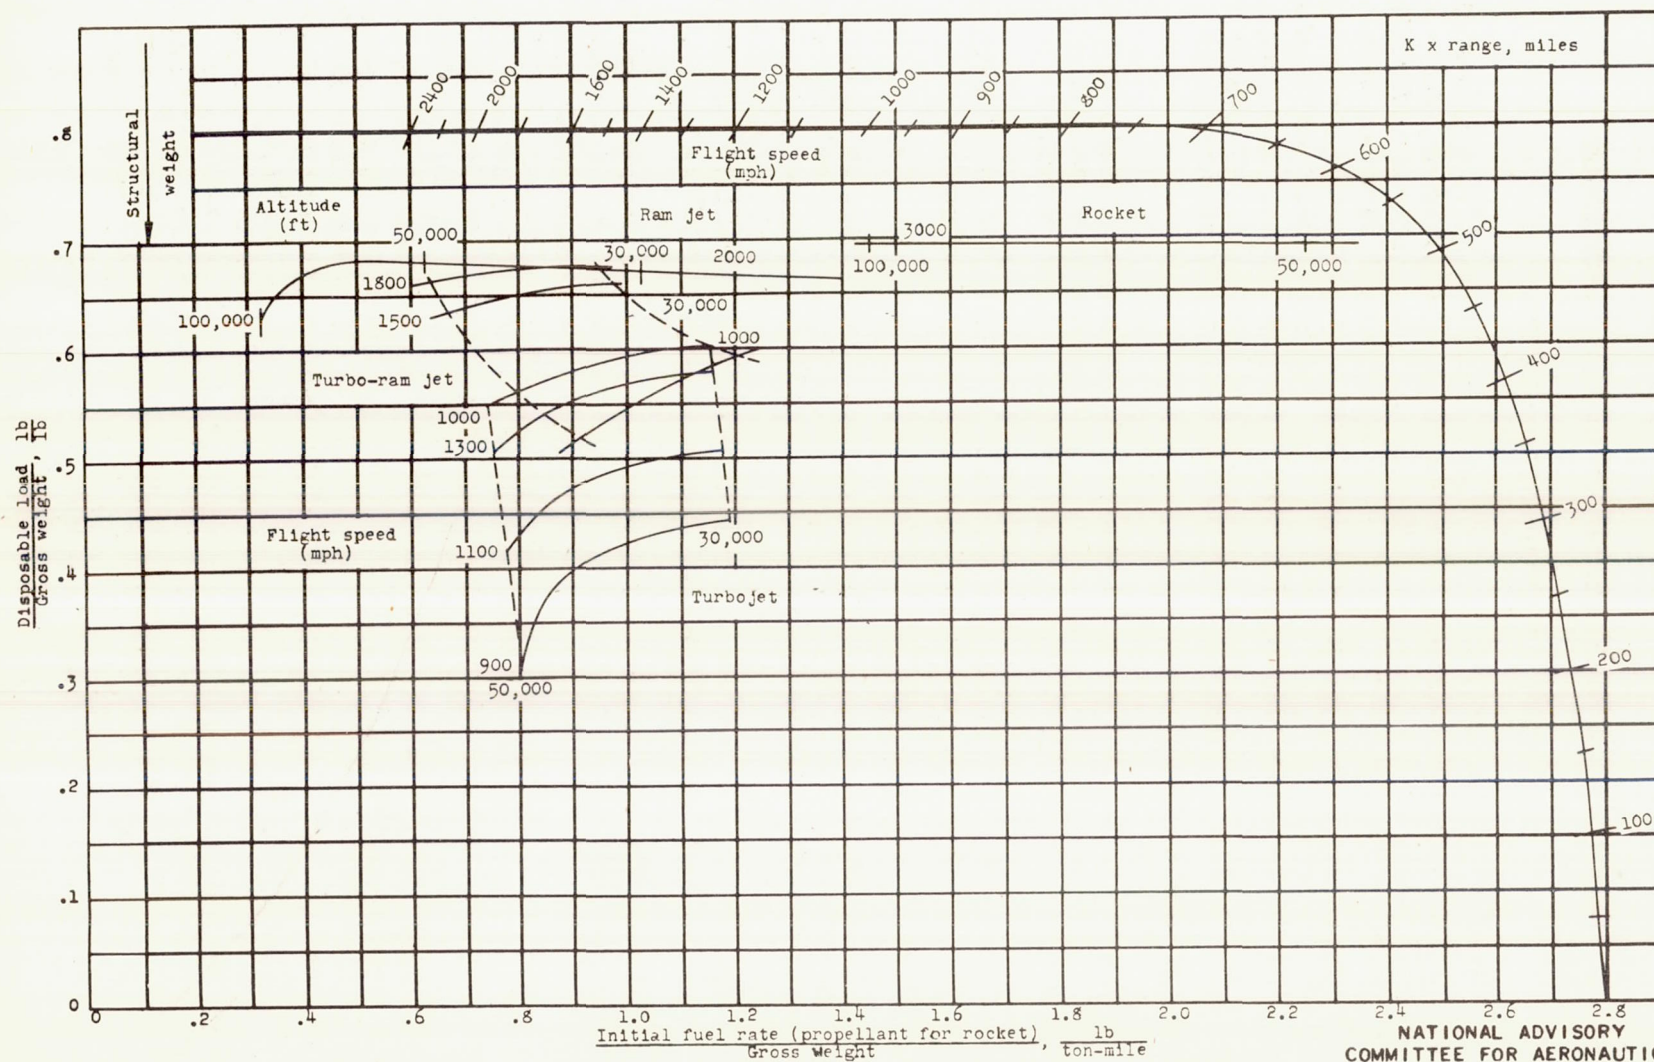 K x range, miles
2400 2000 1600 1400 1200 1000 900 800 700
.8
Structural
weight
Flight speed
(mph)
600
Altitude
(ft)
Ram jet
Rocket
500
50,000
3000
.7
30,000 2000
100,000 50,000
1800
30,000
100,000
1500
1000
.6
400
Turbo-ram jet
1000
1300
.5
300
Flight speed
(mph)
1100
30,000
.4
Turbojet
900
200
.3
50,000
.2
100
.1
0
Disposable load, lb
Gross weight, lb
0 .2 .4 .6 .8 1.0 1.2 1.4 1.6 1.8 2.0 2.2 2.4 2.6 2.8
Initial fuel rate (propellant for rocket), lb
Gross weight ton-mile
NATIONAL ADVISORY
COMMITTEE FOR AERONAUTIC